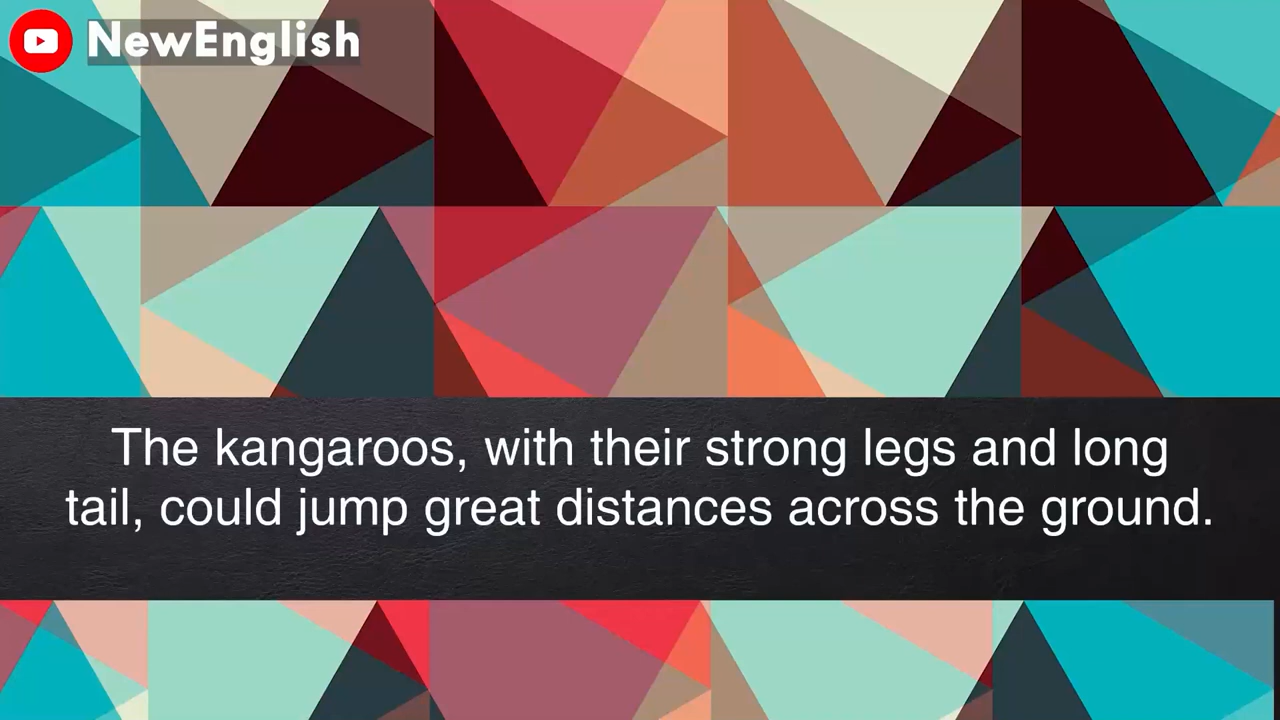 NewEnglish
The kangaroos, with their strong legs and long
tail, could jump great distances across the ground.